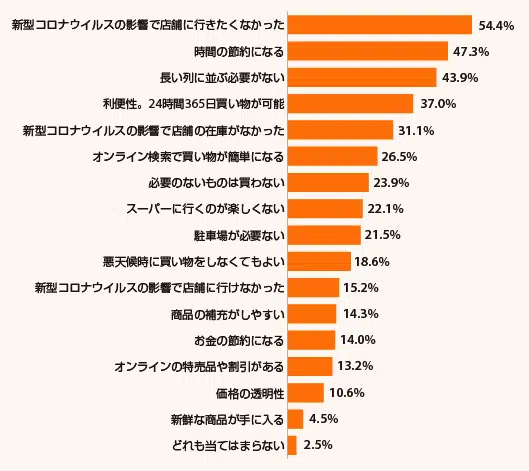 新型コロナウイルスの影響で店舗に行きたくなかった 54.4%
時間の節約になる 47.3%
長い列に並ぶ必要がない 43.9%
利便性。24時間365日買い物が可能 37.0%
新型コロナウイルスの影響で店舗の在庫がなかった 31.1%
オンライン検索で買い物が簡単になる 26.5%
必要のないものは買わない 23.9%
スーパーに行くのが楽しくない 22.1%
駐車場が必要ない 21.5%
悪天候時に買い物をしなくてもよい 18.6%
新型コロナウイルスの影響で店舗に行けなかった 15.2%
商品の補充がしやすい 14.3%
お金の節約になる 14.0%
オンラインの特売品や割引がある 13.2%
価格の透明性 10.6%
新鮮な商品が手に入る 4.5%
どれも当てはまらない 2.5%